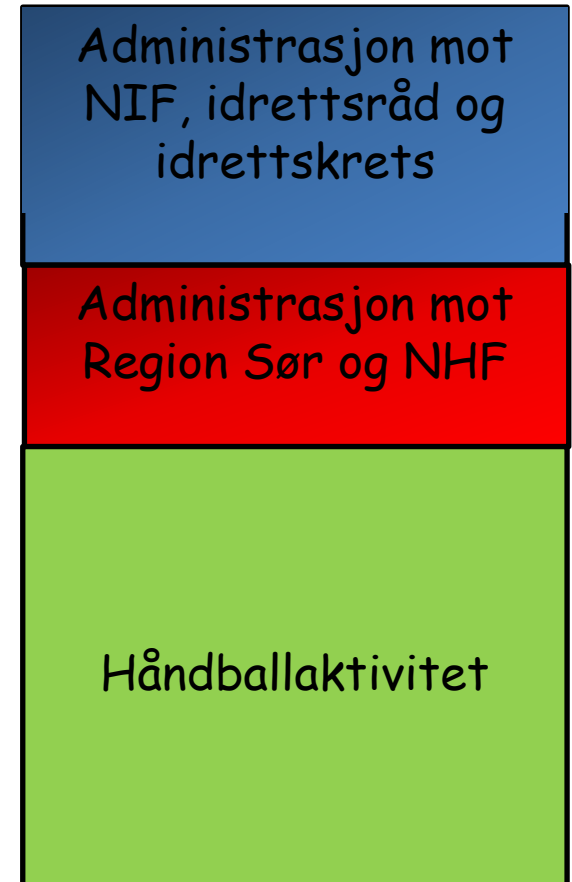 Administrasjon mot
NIF, idrettsråd og
idrettskrets
Administrasjon mot
Region Sør og NHF
Håndballaktivitet